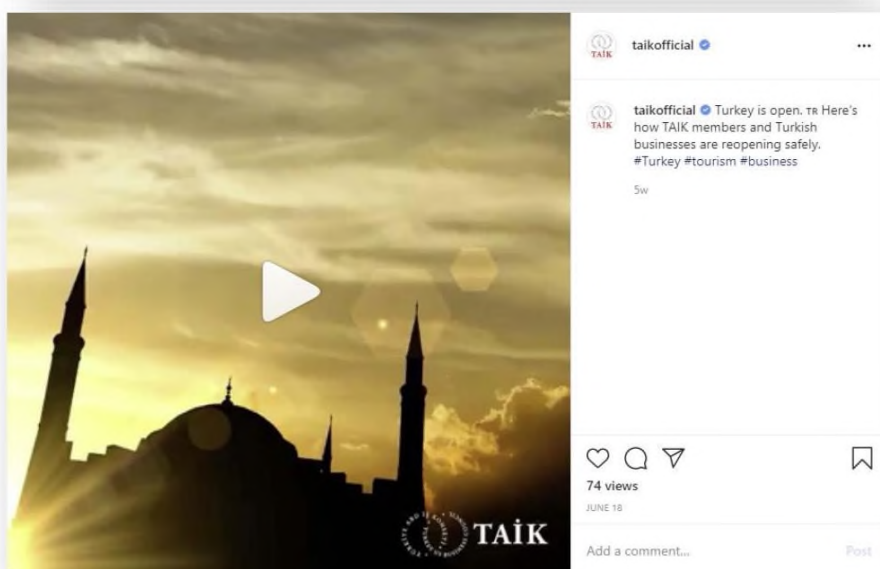 TAİK
TAİK
taikofficial
TAİK
taikofficial Turkey is open. TR Here's
how TAIK members and Turkish
businesses are reopening safely.
#Turkey #tourism #business
5w
74 views
JUNE 18
Add a comment...
Post